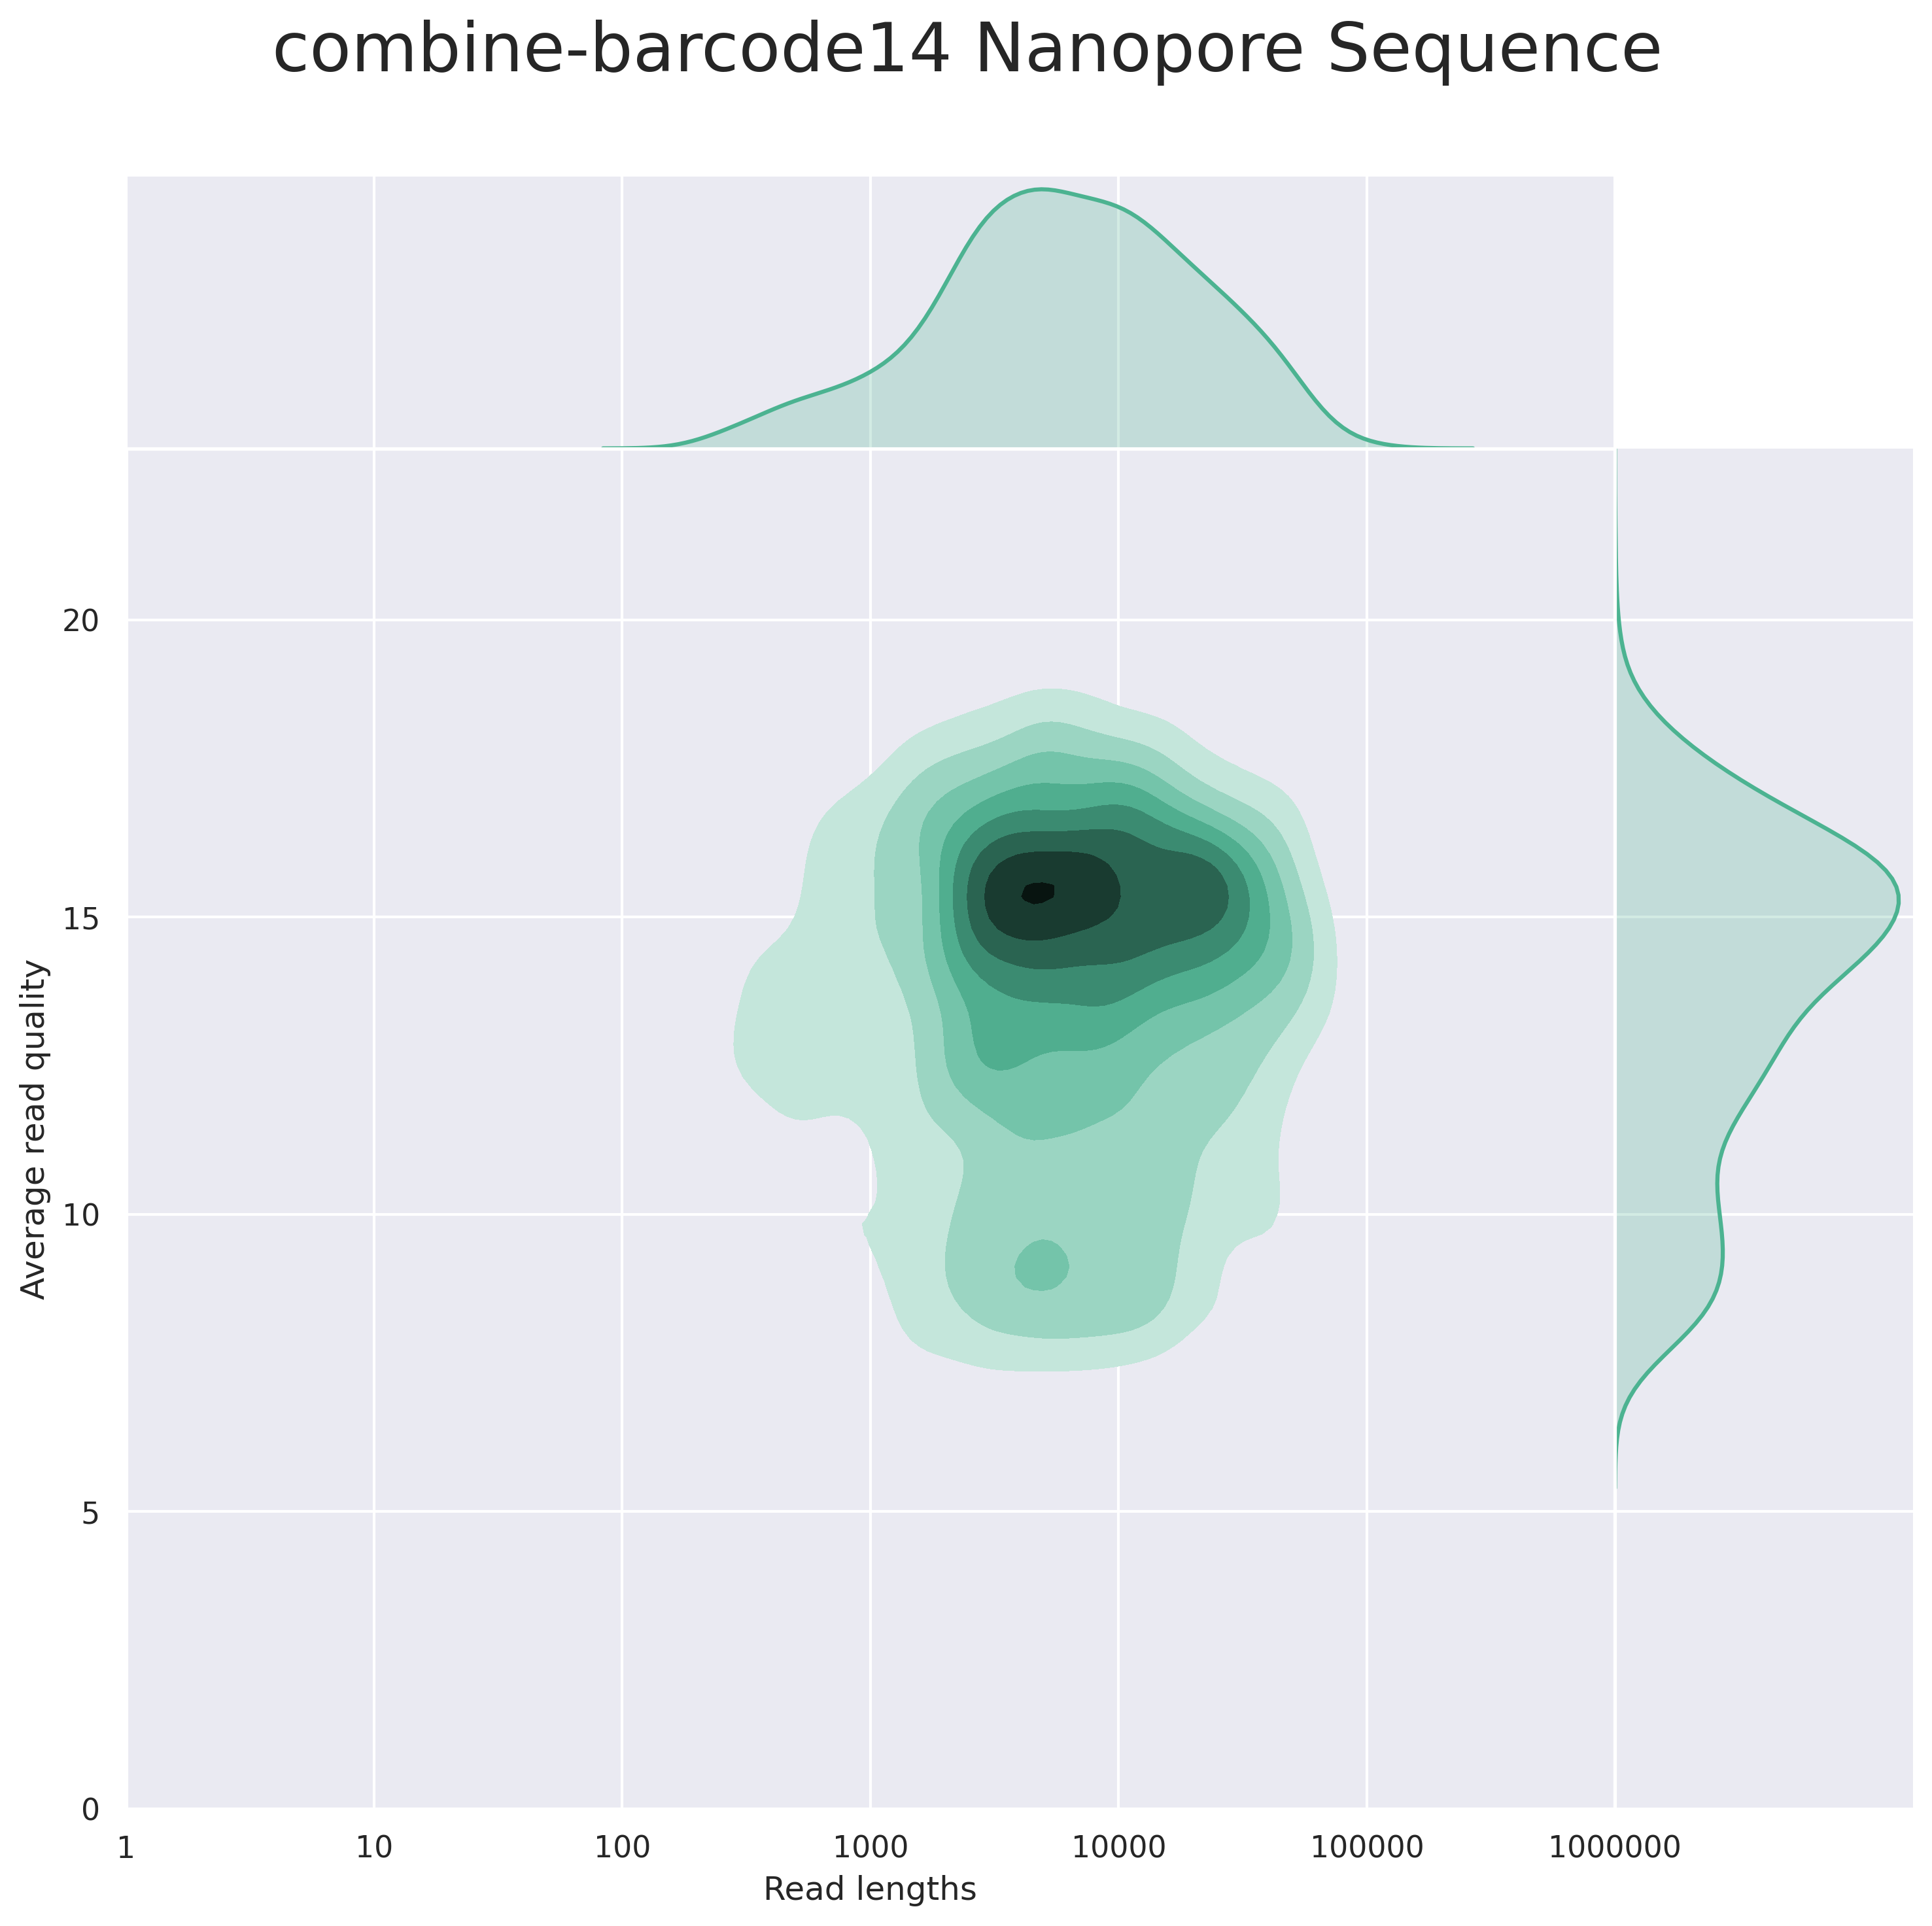 combine-barcode14 Nanopore Sequence
20
15
10
5
0
Average read quality
1 10 100 1000 10000 100000 1000000
Read lengths